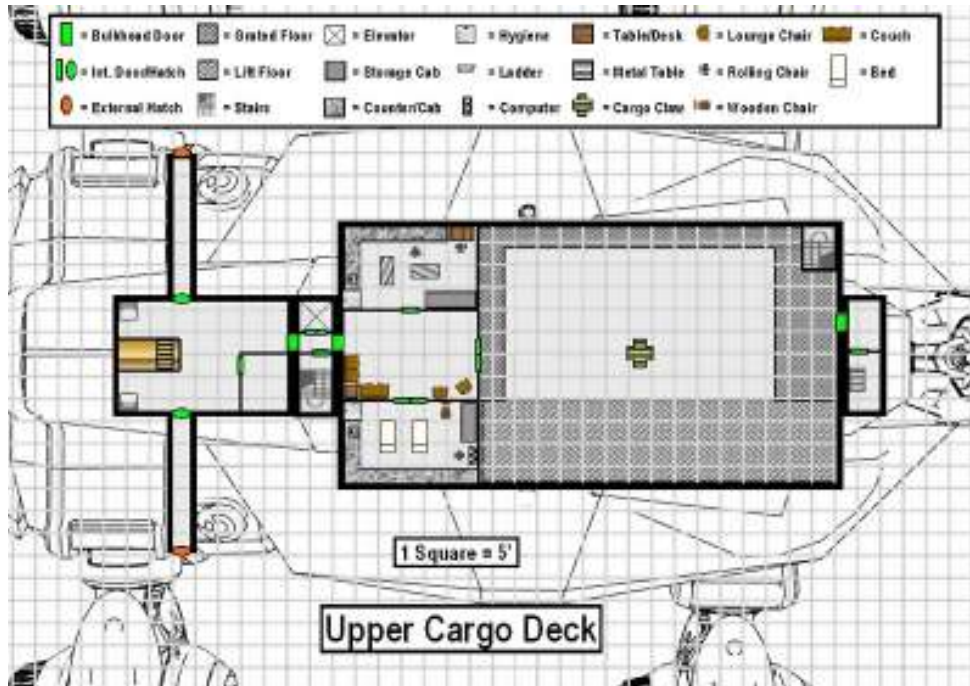 = Bulkhead Door = Grated Floor = Elevator = Hygiene = Table/Desk = Lounge Chair = Couch
= Int. Door/Hatch = Lift Floor = Storage Cab = Ladder = Metal Table = Rolling Chair = Bed
= External Hatch = Stairs = Counter/Cab = Computer = Cargo Claw = Wooden Chair
1 Square = 5'
Upper Cargo Deck